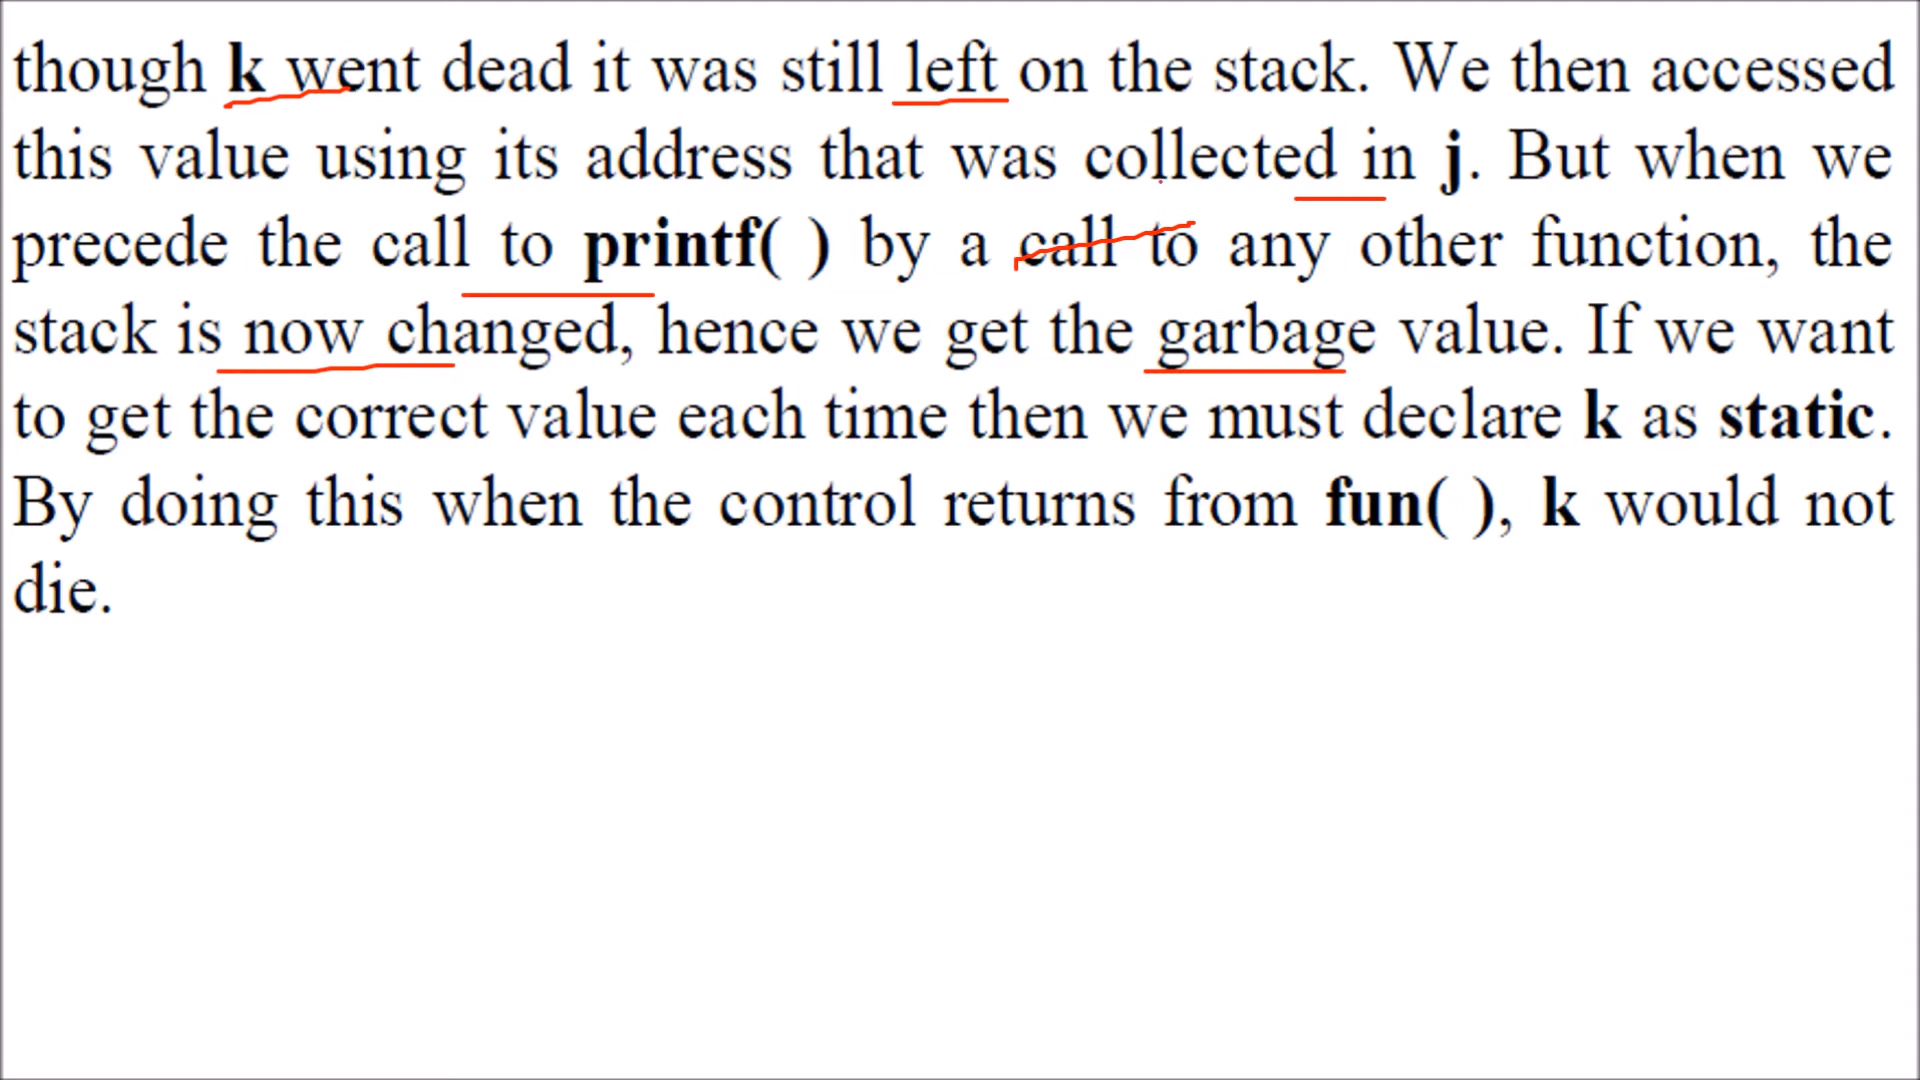 though k went dead it was still left on the stack. We then accessed
this value using its address that was collected in j. But when we
precede the call to printf( ) by a call to any other function, the
stack is now changed, hence we get the garbage value. If we want
to get the correct value each time then we must declare k as static.
By doing this when the control returns from fun( ), k would not
die.